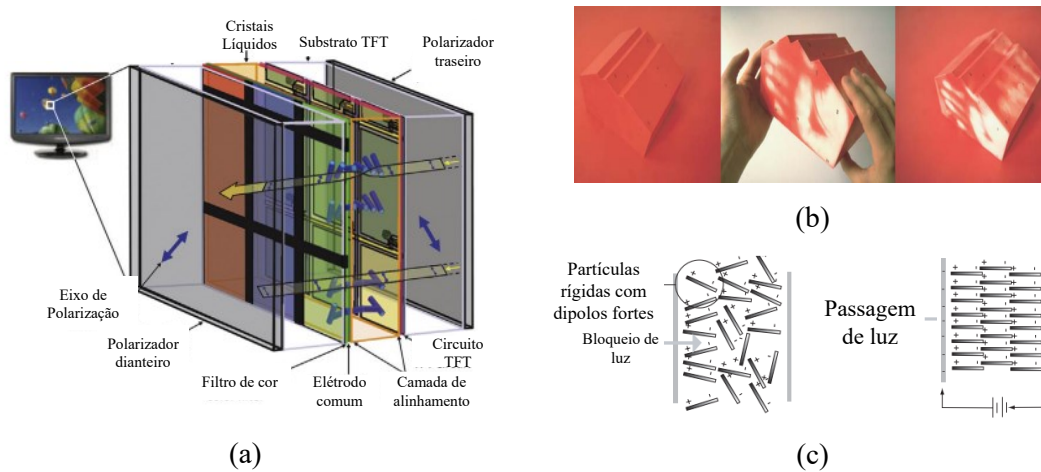 Cristais
Líquidos
Substrato TFT
Polarizador
traseiro
Eixo de
Polarização
Polarizador
dianteiro
Filtro de cor
Elétrodo
comum
Camada de
alinhamento
Circuito
TFT
(a)
(b)
Partículas
rígidas com
dipolos fortes
Bloqueio de
luz
Passagem
de luz
(c)